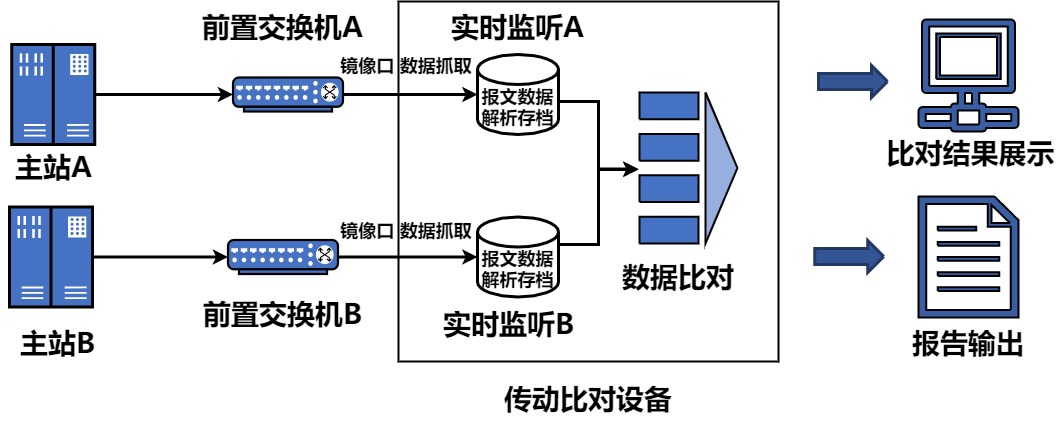 前置交换机A
实时监听A
镜像口 数据抓取
报文数据
解析存档
主站A
比对结果展示
镜像口 数据抓取
报文数据
解析存档
数据比对
前置交换机B
实时监听B
主站B
报告输出
传动比对设备